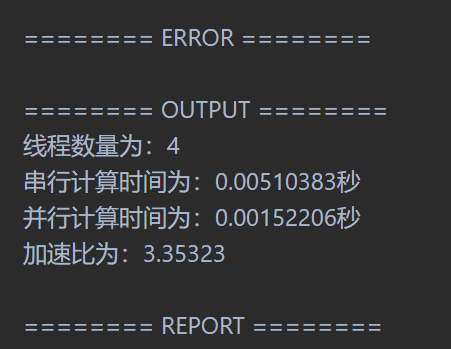 ======== ERROR ========
======== OUTPUT ========
线程数量为：4
串行计算时间为：0.00510383秒
并行计算时间为：0.00152206秒
加速比为：3.35323
======== REPORT ========